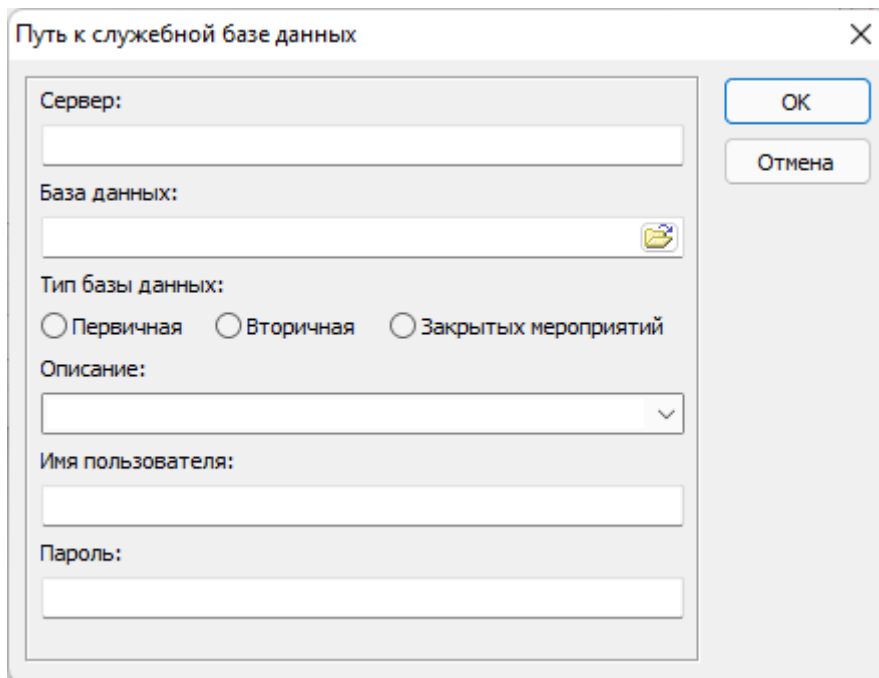 Путь к служебной базе данных
Сервер:
OK
Отмена
База данных:
Тип базы данных:
Первичная Вторичная Закрытых мероприятий
Описание:
Имя пользователя:
Пароль: